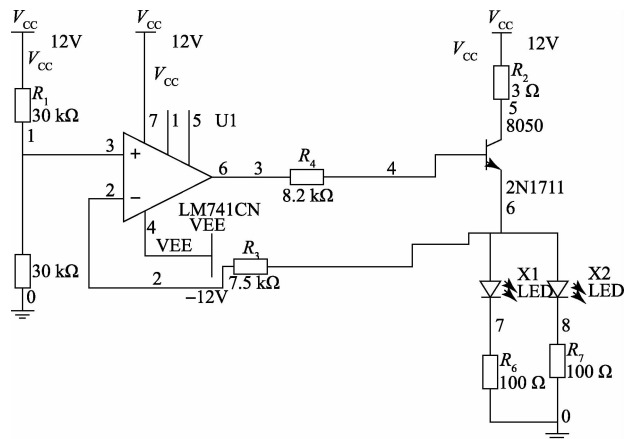 VCC
12V
VCC
R1
30 kΩ
1
30 kΩ
0
VCC
12V
VCC
7
1
5
U1
3
+
2
−
6
3
4
LM741CN
VEE
VEE
−12V
R4
8.2 kΩ
4
R3
7.5 kΩ
2
VCC
12V
VCC
R2
3 Ω
5
8050
2N1711
6
X1
LED
X2
LED
7
8
R6
100 Ω
R7
100 Ω
0